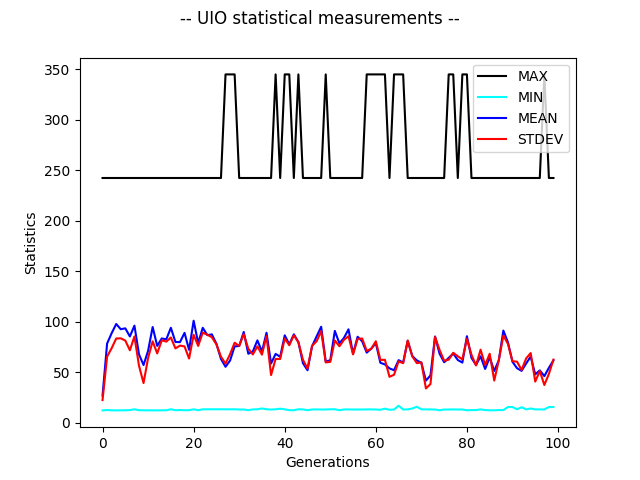 -- UIO statistical measurements --
350
300
250
200
150
100
50
0
Statistics
MAX
MIN
MEAN
STDEV
0 20 40 60 80 100
Generations